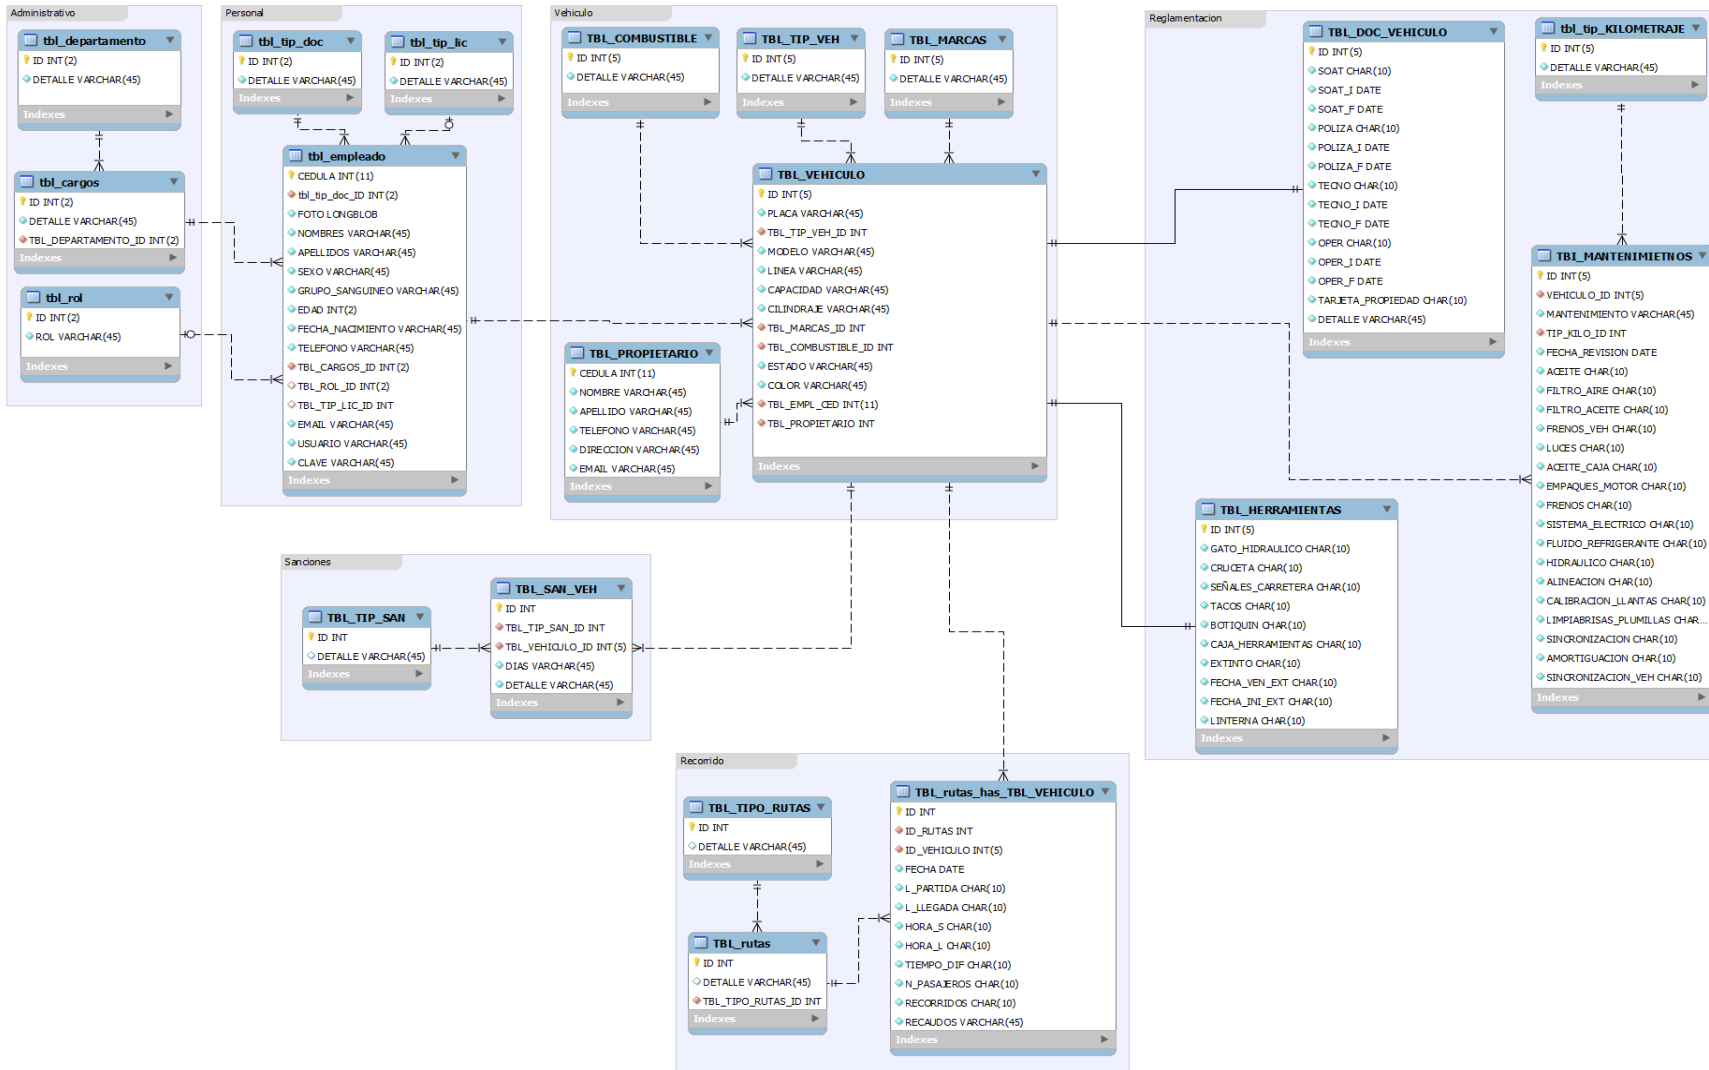 Administrativo
tbl_departamento
ID INT(2)
DETALLE VARCHAR(45)
Indexes
tbl_cargos
ID INT(2)
DETALLE VARCHAR(45)
TBL_DEPARTAMENTO_ID INT(2)
Indexes
tbl_rol
ID INT(2)
ROL VARCHAR(45)
Indexes
Personal
tbl_tip_doc
ID INT(2)
DETALLE VARCHAR(45)
Indexes
tbl_tip_lic
ID INT(2)
DETALLE VARCHAR(45)
Indexes
tbl_empleado
CEDULA INT(11)
tbl_tip_doc_ID INT(2)
FOTO LONGBLOB
NOMBRES VARCHAR(45)
APELLIDOS VARCHAR(45)
SEXO VARCHAR(45)
GRUPO_SANGUINEO VARCHAR(45)
EDAD INT(2)
FECHA_NACIMIENTO VARCHAR(45)
TELEFONO VARCHAR(45)
TBL_CARGOS_ID INT(2)
TBL_ROL_ID INT(2)
TBL_TIP_LIC_ID INT
EMAIL VARCHAR(45)
USUARIO VARCHAR(45)
CLAVE VARCHAR(45)
Indexes
Vehiculo
TBL_COMBUSTIBLE
ID INT(5)
DETALLE VARCHAR(45)
Indexes
TBL_TIP_VEH
ID INT(5)
DETALLE VARCHAR(45)
Indexes
TBL_MARCAS
ID INT(5)
DETALLE VARCHAR(45)
Indexes
TBL_VEHICULO
ID INT(5)
PLACA VARCHAR(45)
TBL_TIP_VEH_ID INT
MODELO VARCHAR(45)
LINEA VARCHAR(45)
CAPACIDAD VARCHAR(45)
CILINDRAJE VARCHAR(45)
TBL_MARCAS_ID INT
TBL_COMBUSTIBLE_ID INT
ESTADO VARCHAR(45)
COLOR VARCHAR(45)
TBL_EMPL_CED INT(11)
TBL_PROPIETARIO INT
Indexes
TBL_PROPIETARIO
CEDULA INT(11)
NOMBRE VARCHAR(45)
APELLIDO VARCHAR(45)
TELEFONO VARCHAR(45)
DIRECCION VARCHAR(45)
EMAIL VARCHAR(45)
Indexes
Reglamentacion
TBL_DOC_VEHICULO
ID INT(5)
SOAT CHAR(10)
SOAT_I DATE
SOAT_F DATE
POLIZA CHAR(10)
POLIZA_I DATE
POLIZA_F DATE
TECNO CHAR(10)
TECNO_I DATE
TECNO_F DATE
OPER CHAR(10)
OPER_I DATE
OPER_F DATE
TARJETA_PROPIEDAD CHAR(10)
DETALLE VARCHAR(45)
Indexes
tbl_tip_KILOMETRAJE
ID INT(5)
DETALLE VARCHAR(45)
Indexes
TBl_MANTENIMIETNOS
ID INT(5)
VEHICULO_ID INT(5)
MANTENIMIENTO VARCHAR(45)
TIP_KILO_ID INT
FECHA_REVISION DATE
ACEITE CHAR(10)
FILTRO_AIRE CHAR(10)
FILTRO_ACEITE CHAR(10)
FRENOS_VEH CHAR(10)
LUCES CHAR(10)
ACEITE_CAJA CHAR(10)
EMPAQUES_MOTOR CHAR(10)
FRENOS CHAR(10)
SISTEMA_ELECTRICO CHAR(10)
FLUIDO_REFRIGERANTE CHAR(10)
HIDRAULICO CHAR(10)
ALINEACION CHAR(10)
CALIBRACION_LLANTAS CHAR(10)
LIMPIABRISAS_PLUMILLAS CHAR...
SINCRONIZACION CHAR(10)
AMORTIGUACION CHAR(10)
SINCRONIZACION_VEH CHAR(10)
Indexes
TBL_HERRAMIENTAS
ID INT(5)
GATO_HIDRAULICO CHAR(10)
CRUCETA CHAR(10)
SEÑALES_CARRETERA CHAR(10)
TACOS CHAR(10)
BOTIQUIN CHAR(10)
CAJA_HERRAMIENTAS CHAR(10)
EXTINTO CHAR(10)
FECHA_VEN_EXT CHAR(10)
FECHA_INI_EXT CHAR(10)
LINTERNA CHAR(10)
Indexes
Sanciones
TBL_TIP_SAN
ID INT
DETALLE VARCHAR(45)
Indexes
TBL_SAN_VEH
ID INT
TBL_TIP_SAN_ID INT
TBL_VEHICULO_ID INT(5)
DIAS VARCHAR(45)
DETALLE VARCHAR(45)
Indexes
Recorrido
TBL_TIPO_RUTAS
ID INT
DETALLE VARCHAR(45)
Indexes
TBL_rutas
ID INT
DETALLE VARCHAR(45)
TBL_TIPO_RUTAS_ID INT
Indexes
TBL_rutas_has_TBL_VEHICULO
ID INT
ID_RUTAS INT
ID_VEHICULO INT(5)
FECHA DATE
L_PARTIDA CHAR(10)
L_LLEGADA CHAR(10)
HORA_S CHAR(10)
HORA_L CHAR(10)
TIEMPO_DIF CHAR(10)
N_PASAJEROS CHAR(10)
RECORRIDOS CHAR(10)
RECAUDOS VARCHAR(45)
Indexes